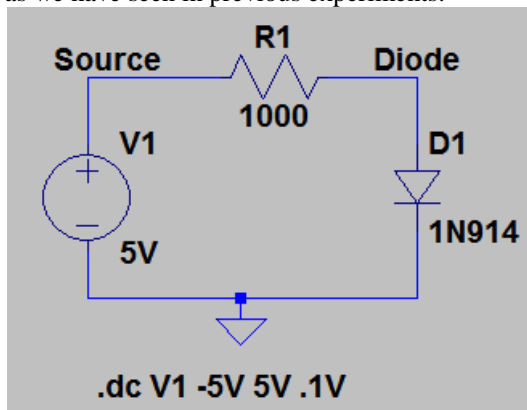 as we have seen in previous experiments.
R1
Source
Diode
1000
V1
D1
1N914
5V
.dc V1 -5V 5V .1V